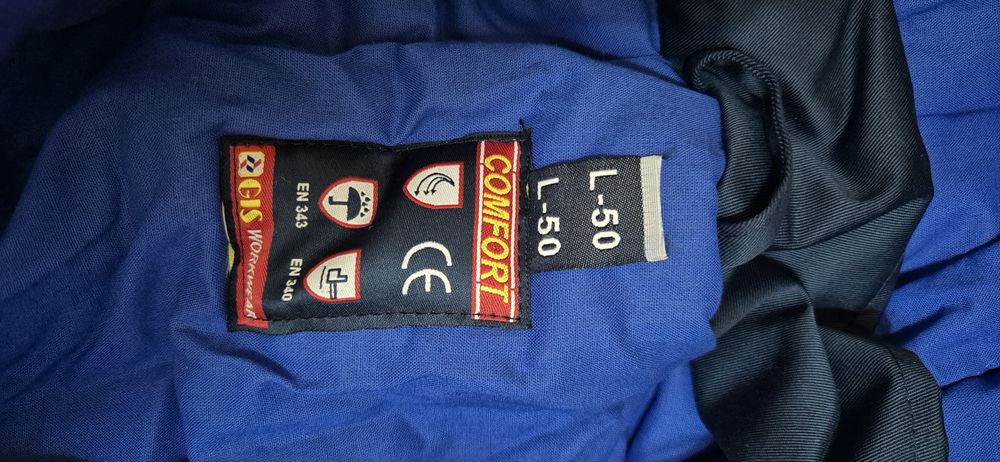 L-50
L-50
COMFORT
CE
EN 343 EN 340
GIS WORKWEAR